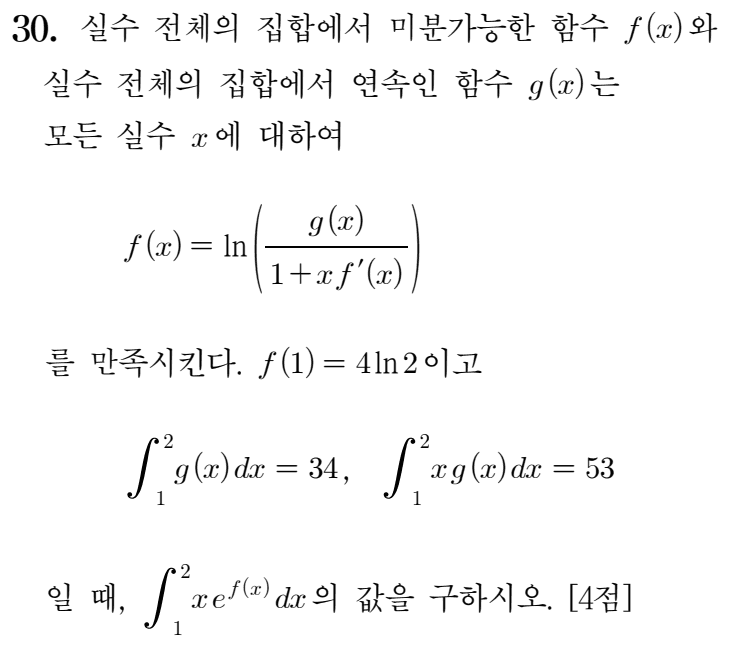 30. 실수 전체의 집합에서 미분가능한 함수 f(x)와
실수 전체의 집합에서 연속인 함수 g(x)는
모든 실수 x에 대하여
f(x) = ln( g(x) / (1+xf′(x)) )
를 만족시킨다. f(1) = 4ln2이고
∫₁² g(x)dx = 34, ∫₁² xg(x)dx = 53
일 때, ∫₁² xe^{f(x)}dx의 값을 구하시오. [4점]